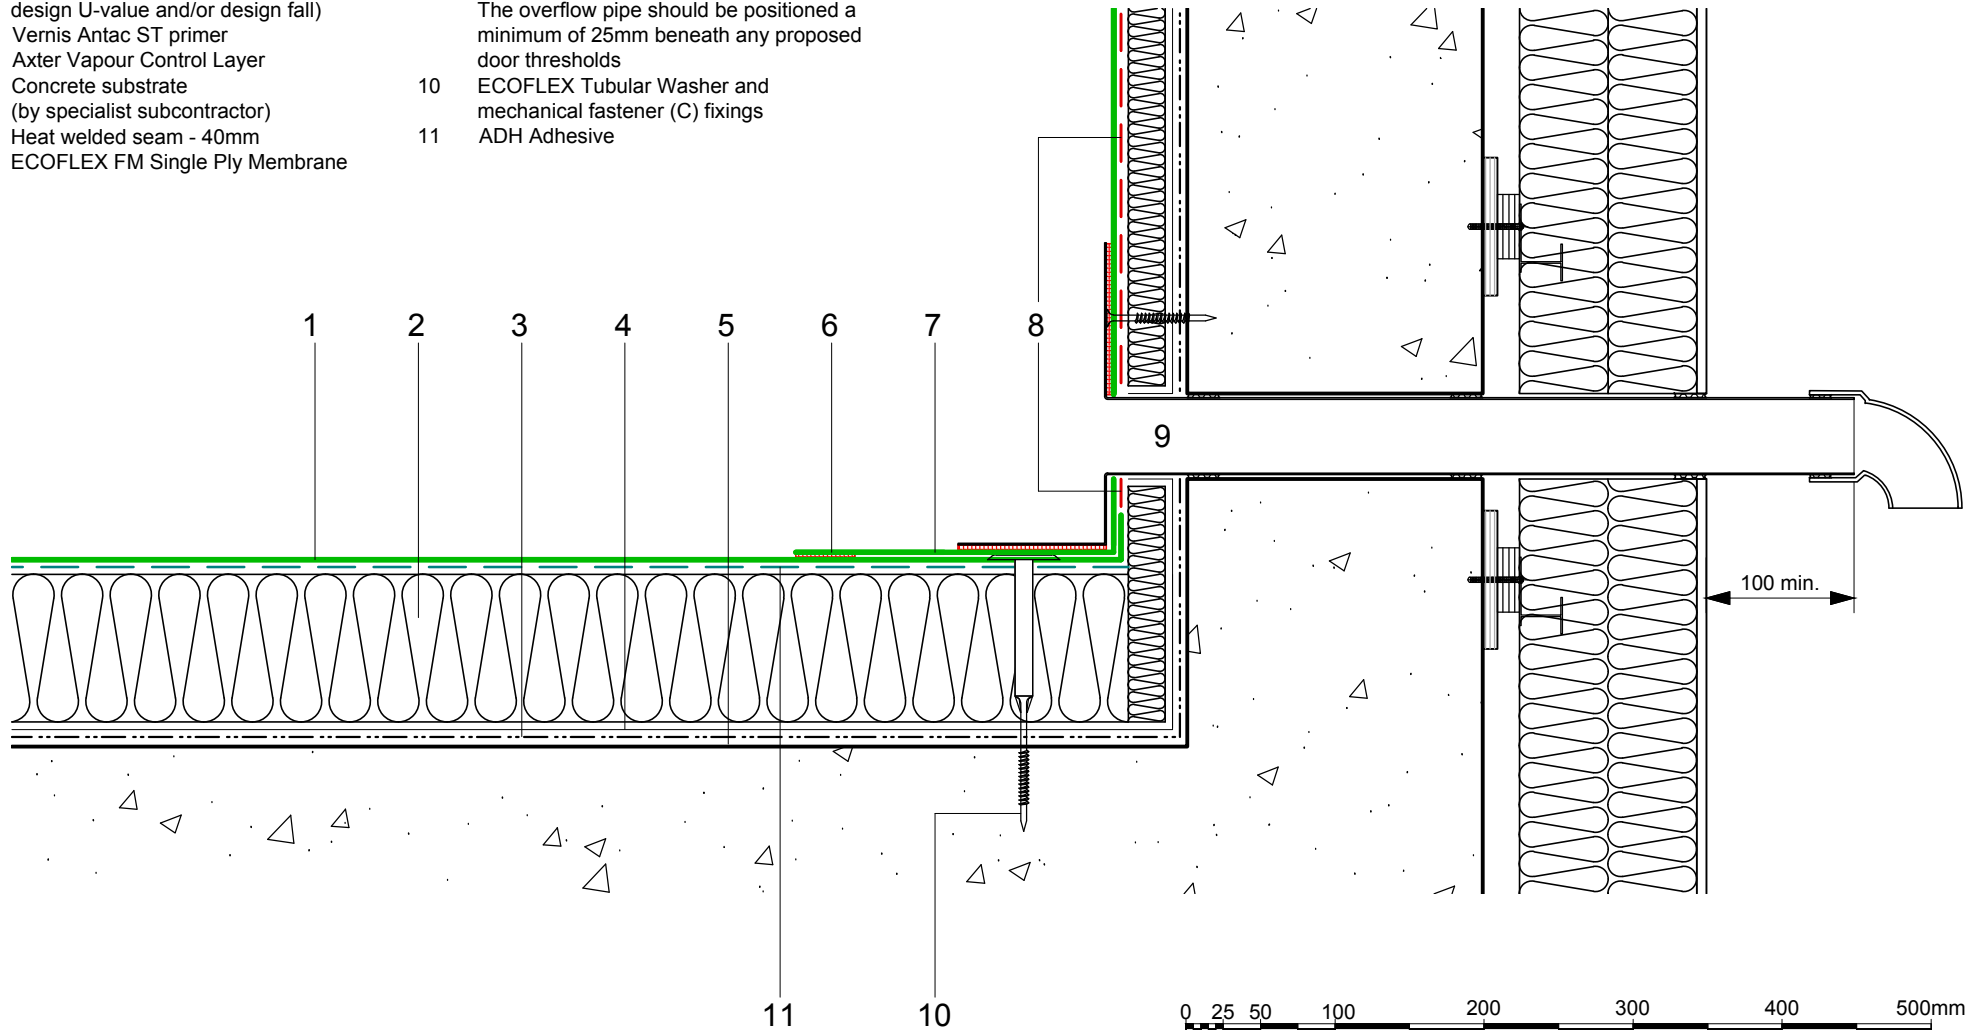 design U-value and/or design fall)
Vernis Antac ST primer
Axter Vapour Control Layer
Concrete substrate
(by specialist subcontractor)
Heat welded seam - 40mm
ECOFLEX FM Single Ply Membrane
The overflow pipe should be positioned a
minimum of 25mm beneath any proposed
door thresholds
10 ECOFLEX Tubular Washer and
mechanical fastener (C) fixings
11 ADH Adhesive
1 2 3 4 5 6 7 8
9
100 min.
11 10
0 25 50 100 200 300 400 500mm